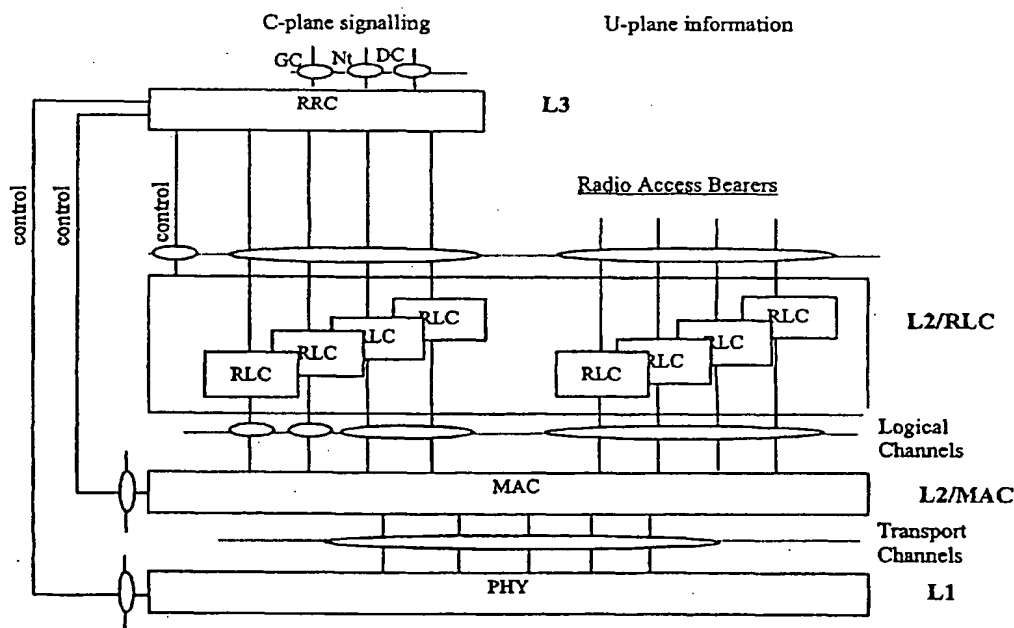 C-plane signalling
U-plane information
GC Nt DC
RRC
L3
control
control
control
Radio Access Bearers
RLC
RLC
RLC
RLC
RLC
RLC
RLC
RLC
L2/RLC
Logical
Channels
MAC
L2/MAC
Transport
Channels
PHY
L1